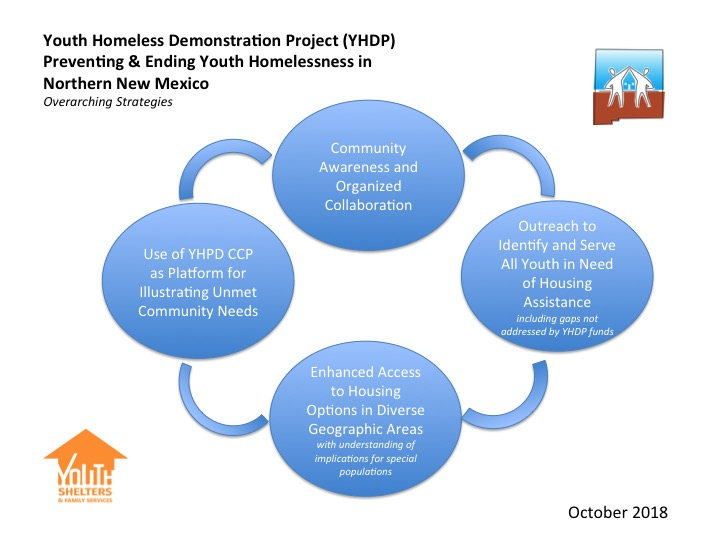 Youth Homeless Demonstration Project (YHDP)
Preventing & Ending Youth Homelessness in
Northern New Mexico
Overarching Strategies
Community
Awareness and
Organized
Collaboration
Outreach to
Identify and Serve
All Youth in Need
of Housing
Assistance
including gaps not
addressed by YHDP funds
Use of YHPD CCP
as Platform for
Illustrating Unmet
Community Needs
Enhanced Access
to Housing
Options in Diverse
Geographic Areas
with understanding of
implications for special
populations
YOUTH
SHELTERS
& FAMILY SERVICES
October 2018